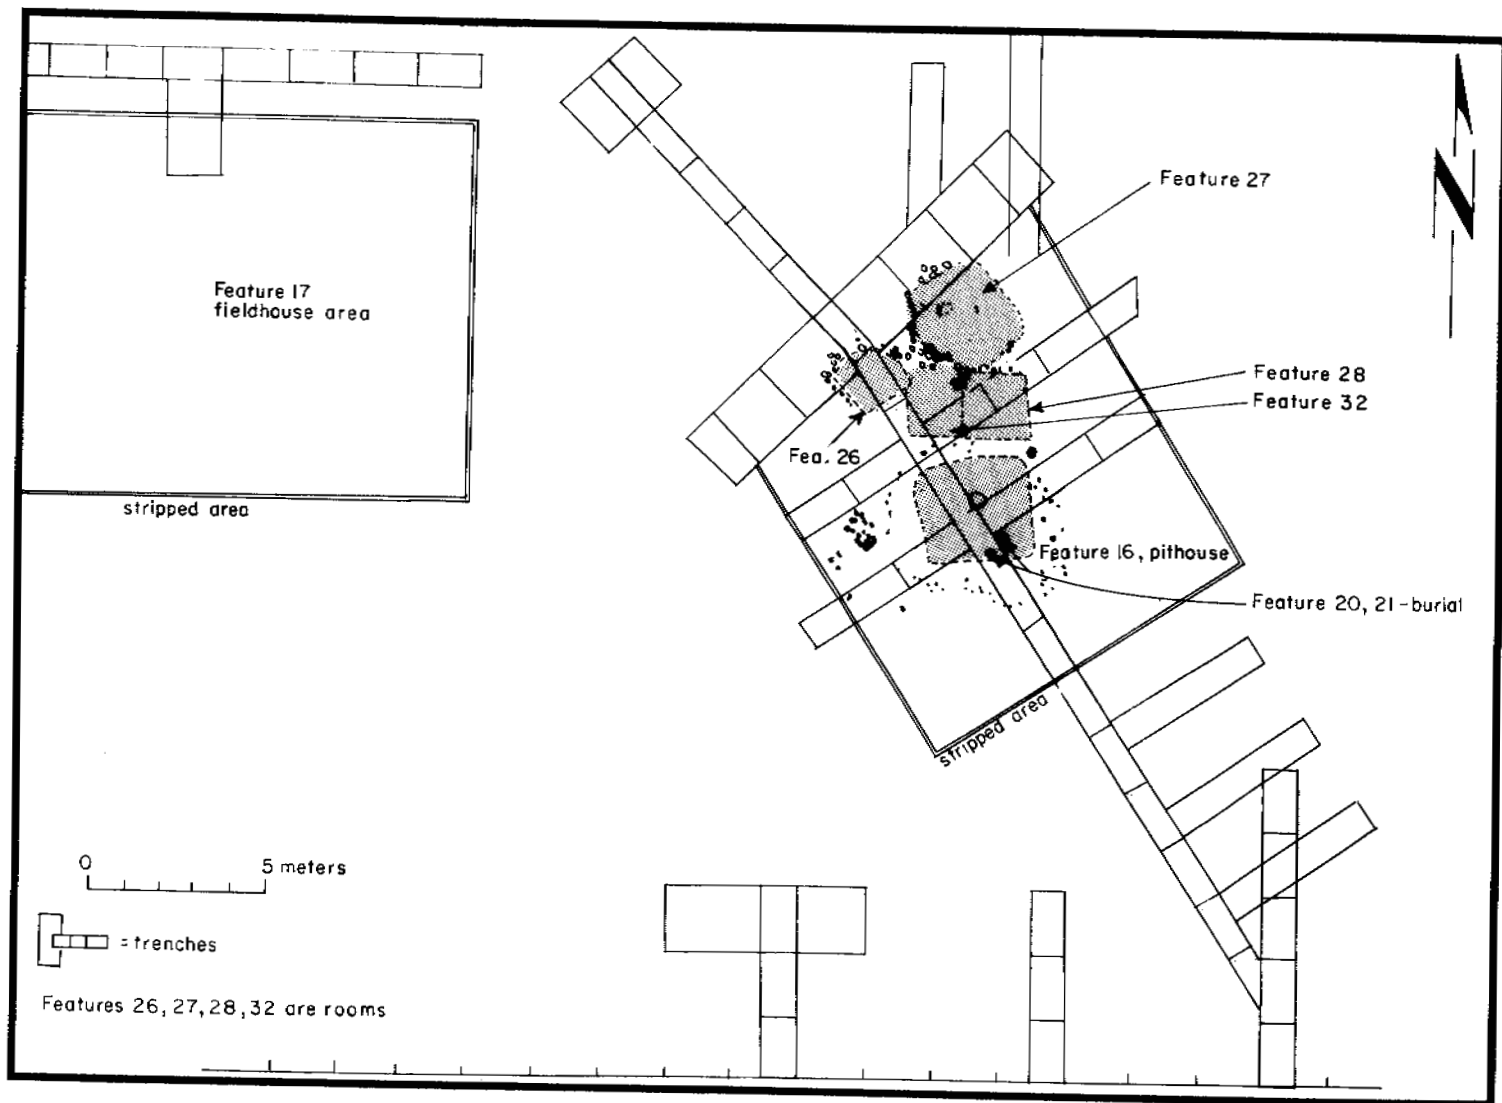 Feature 27
Feature 17
fieldhouse area
Feature 28
Feature 32
Fea. 26
stripped area
Feature 16, pithouse
Feature 20, 21-burial
stripped area
0 5 meters
= trenches
Features 26, 27, 28, 32 are rooms
N